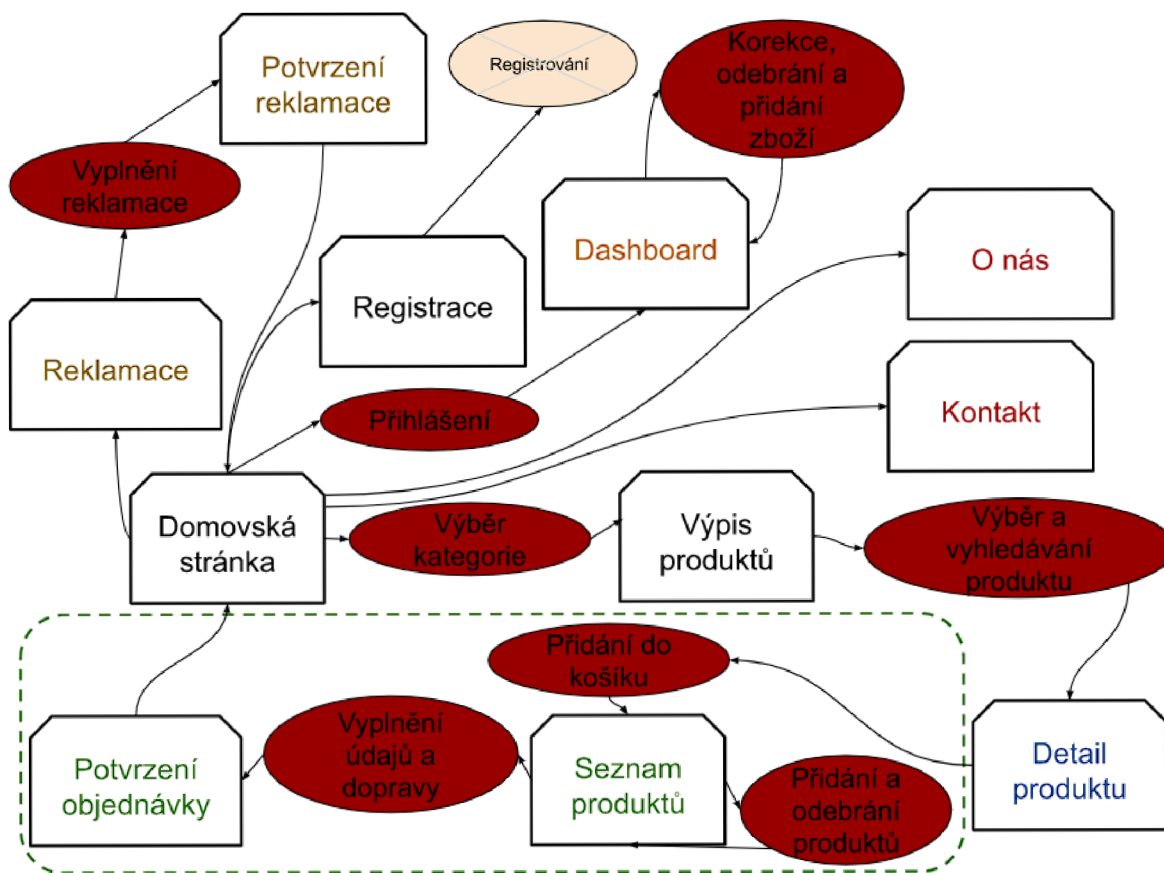 Potvrzení
reklamace
Registrování
Korekce,
odebrání a
přidání
zboží
Vyplnění
reklamace
Dashboard
O nás
Registrace
Reklamace
Kontakt
Přihlášení
Domovská
stránka
Výběr
kategorie
Výpis
produktů
Výběr a
vyhledávání
produktu
Přidání do
košíku
Potvrzení
objednávky
Vyplnění
údajů a
dopravy
Seznam
produktů
Přidání a
odebrání
produktů
Detail
produktu